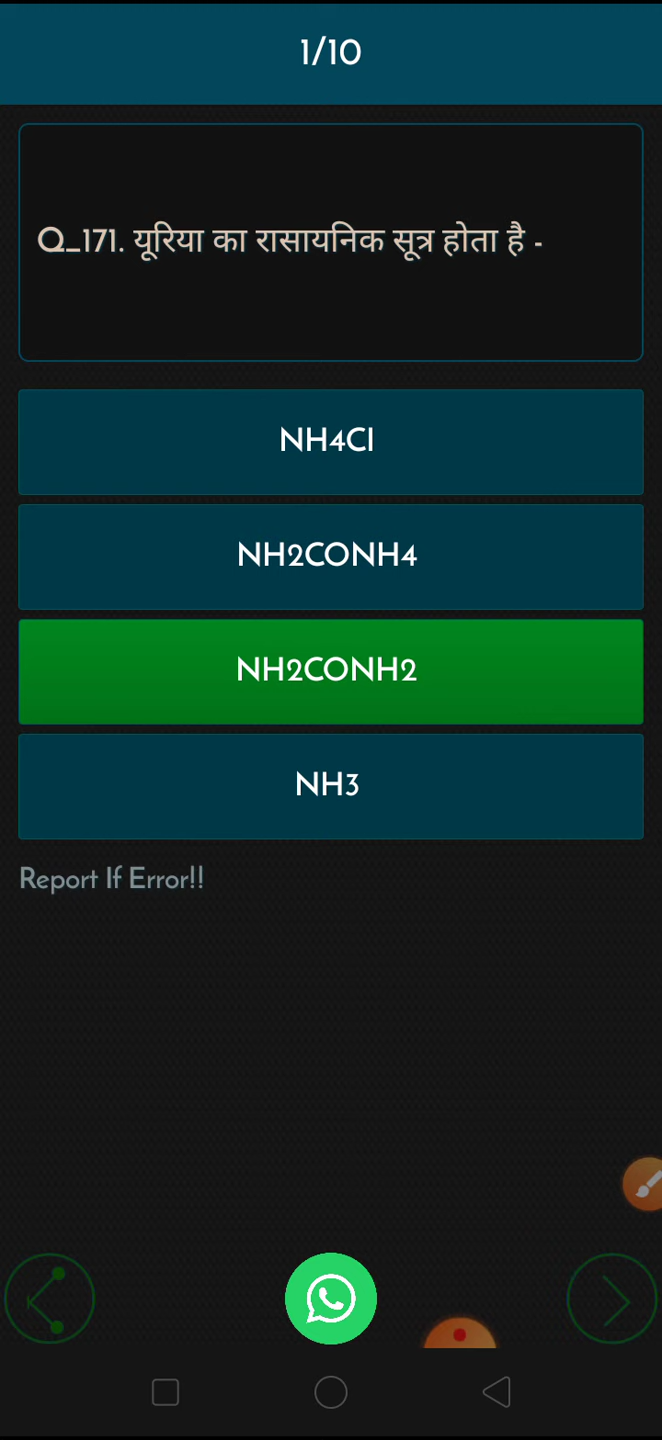 1/10
Q_171. यूरिया का रासायनिक सूत्र होता है -
NH4Cl
NH2CONH4
NH2CONH2
NH3
Report If Error!!